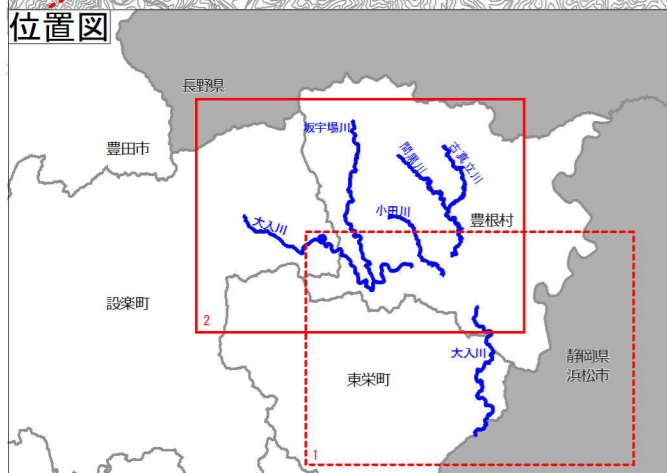 位置図
長野県
豊田市
坂宇場川
間黒川
古真立川
小田川
大入川
豊根村
設楽町
2
大入川
東栄町
静岡県
浜松市
1